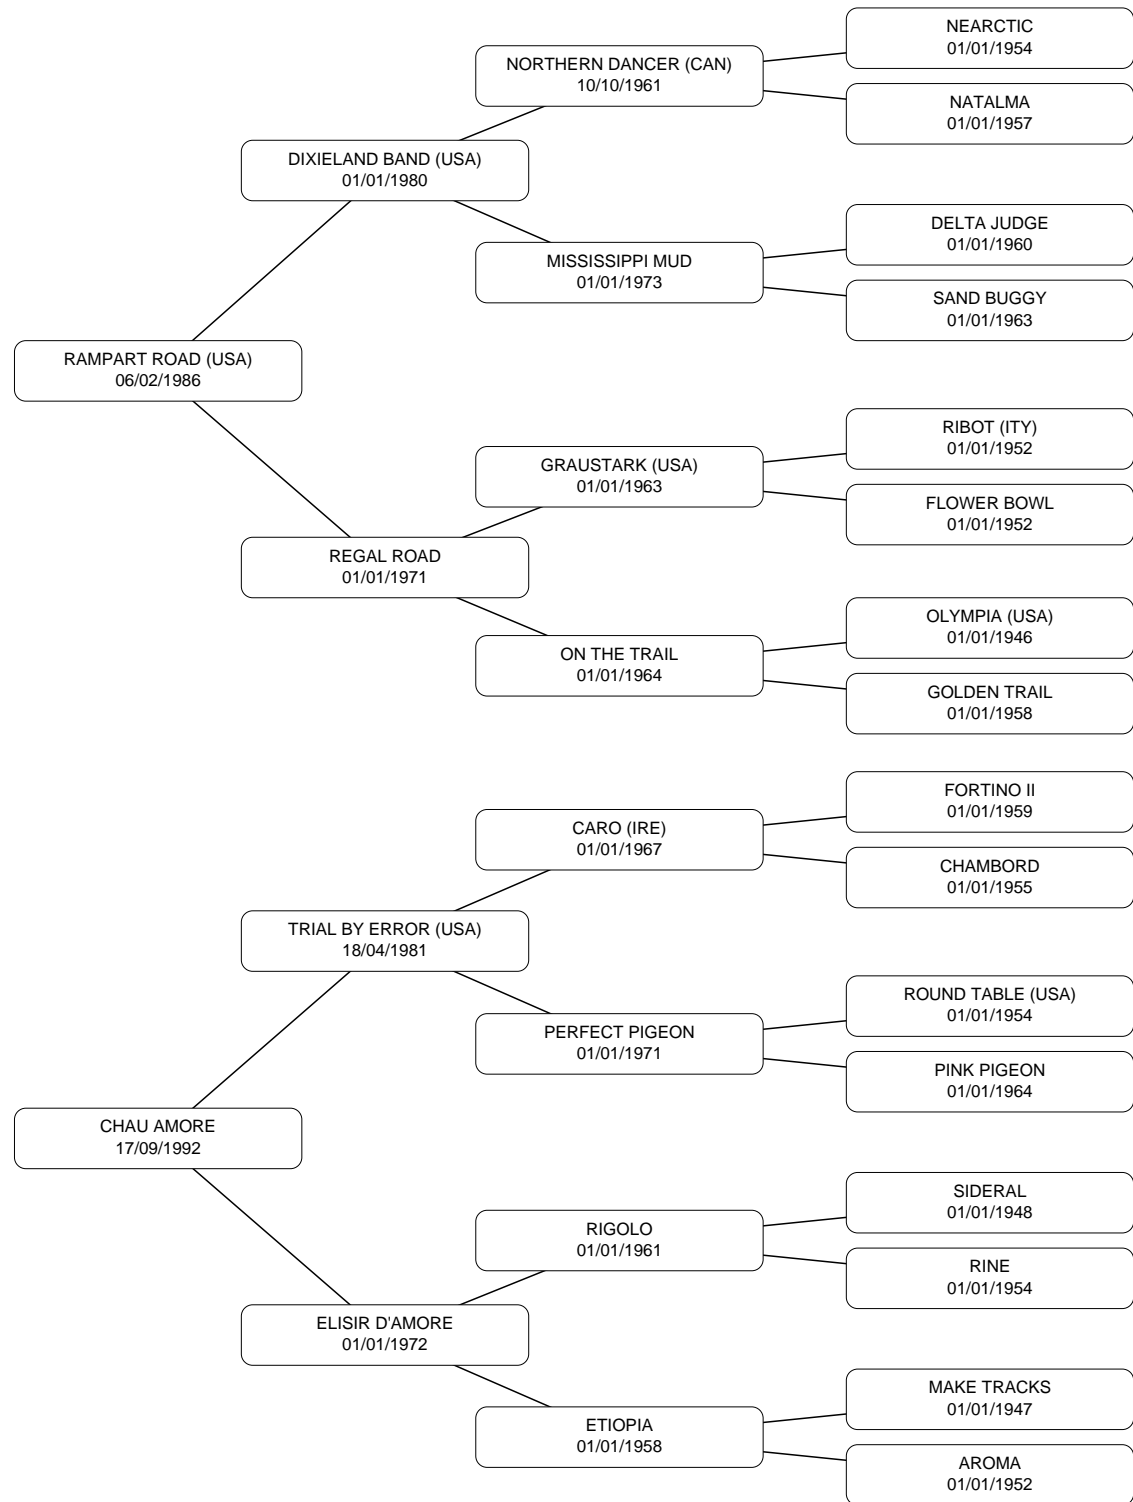 NEARCTIC
01/01/1954
NORTHERN DANCER (CAN)
10/10/1961
NATALMA
01/01/1957
DIXIELAND BAND (USA)
01/01/1980
DELTA JUDGE
01/01/1960
MISSISSIPPI MUD
01/01/1973
SAND BUGGY
01/01/1963
RAMPART ROAD (USA)
06/02/1986
RIBOT (ITY)
01/01/1952
GRAUSTARK (USA)
01/01/1963
FLOWER BOWL
01/01/1952
REGAL ROAD
01/01/1971
OLYMPIA (USA)
01/01/1946
ON THE TRAIL
01/01/1964
GOLDEN TRAIL
01/01/1958
FORTINO II
01/01/1959
CARO (IRE)
01/01/1967
CHAMBORD
01/01/1955
TRIAL BY ERROR (USA)
18/04/1981
ROUND TABLE (USA)
01/01/1954
PERFECT PIGEON
01/01/1971
PINK PIGEON
01/01/1964
CHAU AMORE
17/09/1992
SIDERAL
01/01/1948
RIGOLO
01/01/1961
RINE
01/01/1954
ELISIR D'AMORE
01/01/1972
MAKE TRACKS
01/01/1947
ETIOPIA
01/01/1958
AROMA
01/01/1952